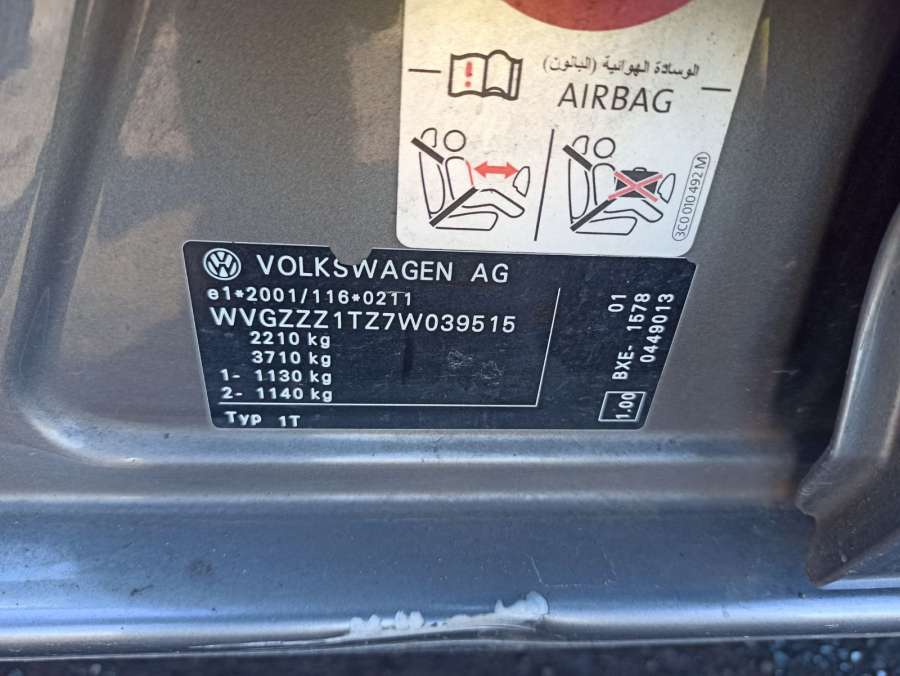 الوسادة الهوائية (البالون)
AIRBAG
3C0 010 492 M
VOLKSWAGEN AG
e1*2001/116*0211
WVGZZZ1TZ7W039515
2210 kg
3710 kg
1- 1130 kg
2- 1140 kg
Typ 1T
01
BXE- 1578
0449013
1.00